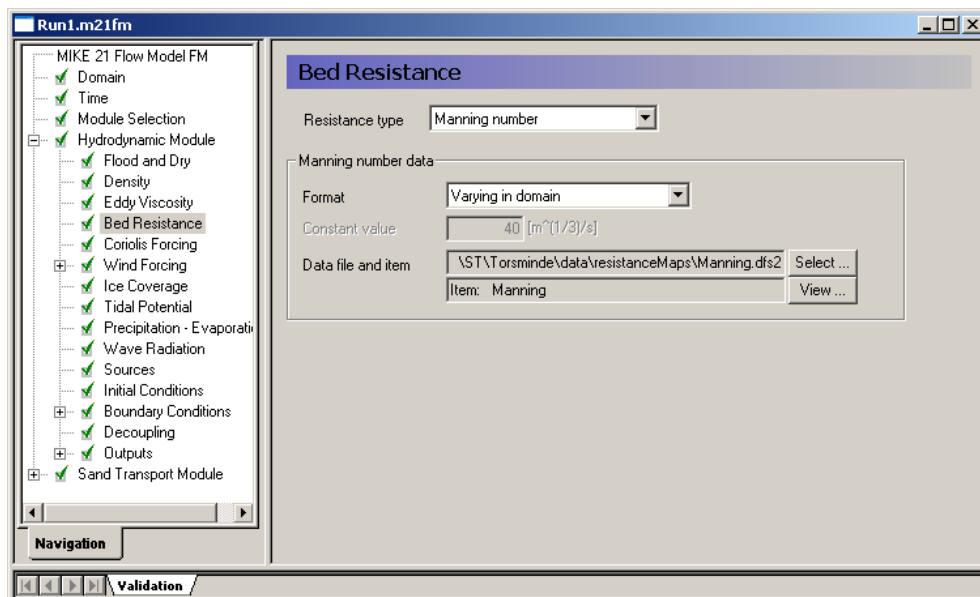 Run1.m21fm
MIKE 21 Flow Model FM
Domain
Time
Module Selection
Hydrodynamic Module
Flood and Dry
Density
Eddy Viscosity
Bed Resistance
Coriolis Forcing
Wind Forcing
Ice Coverage
Tidal Potential
Precipitation - Evaporati
Wave Radiation
Sources
Initial Conditions
Boundary Conditions
Decoupling
Outputs
Sand Transport Module
Navigation
Bed Resistance
Resistance type Manning number
Manning number data
Format Varying in domain
Constant value 40 [m^(1/3)/s]
Data file and item \ST\Torsminde\data\resistanceMaps\Manning.dfs2 Select ...
Item: Manning View ...
Validation